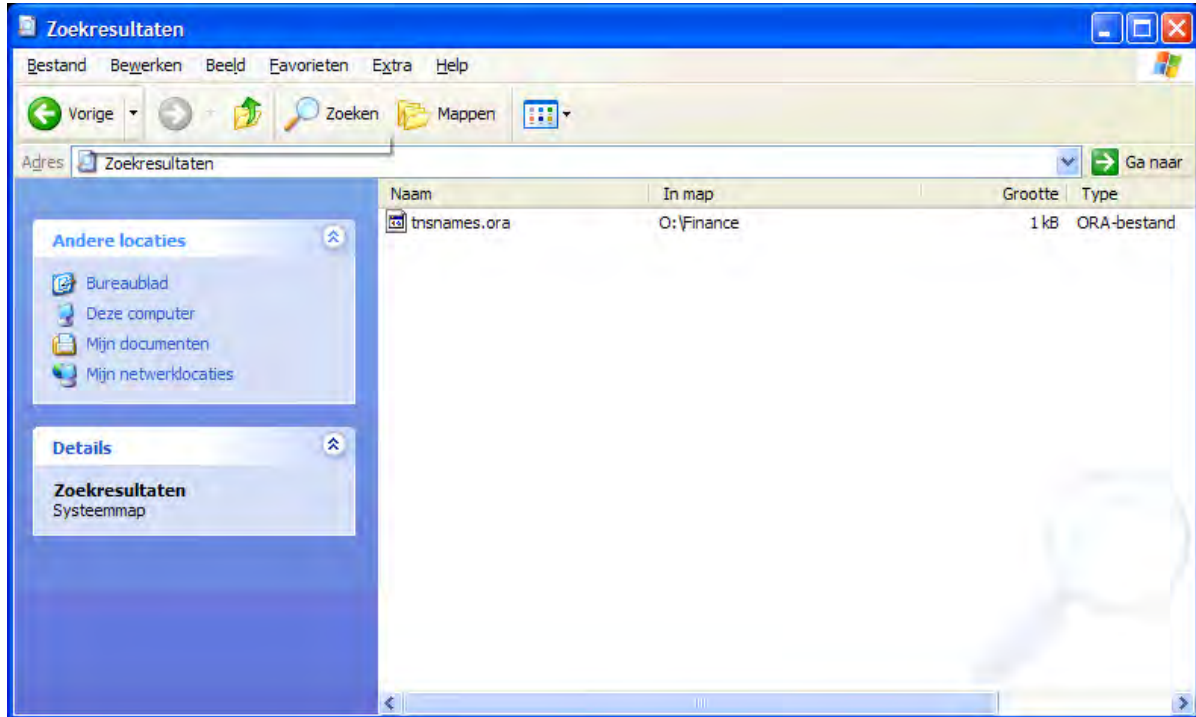 Zoekresultaten
Bestand Bewerken Beeld Favorieten Extra Help
Vorige Zoeken Mappen
Adres Zoekresultaten Ga naar
Naam In map Grootte Type
tnsnames.ora O:\Finance 1 kB ORA-bestand
Andere locaties
Bureaublad
Deze computer
Mijn documenten
Mijn netwerklocaties
Details
Zoekresultaten
Systeemmap